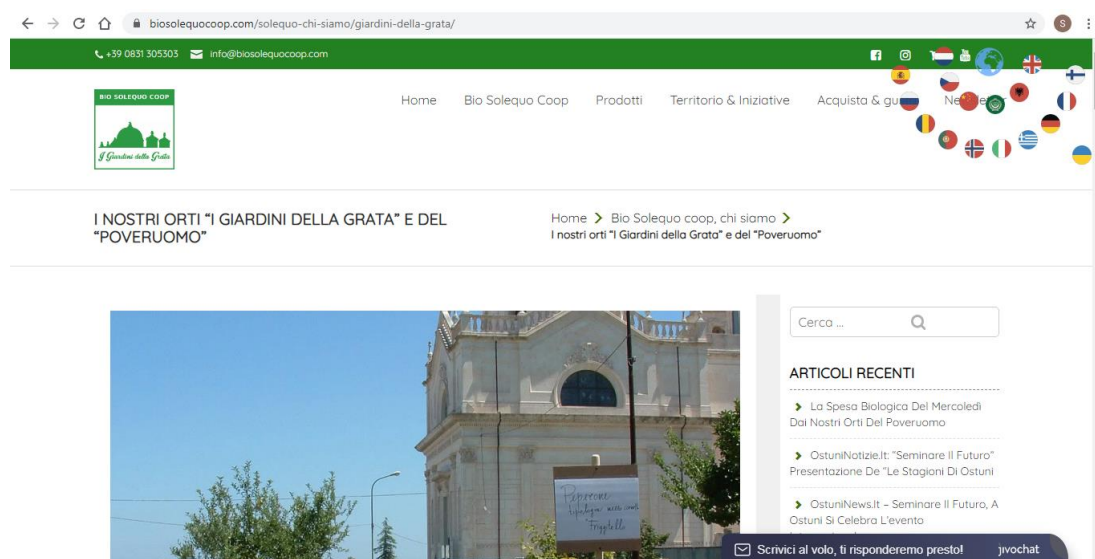 biosolequocoop.com/solequo-chi-siamo/giardini-della-grata/
S
+39 0831 305303 info@biosolequocoop.com
BIO SOLEQUO COOP
I Giardini della Grata
Home Bio Solequo Coop Prodotti Territorio & Iniziative Acquista & gu
I NOSTRI ORTI “I GIARDINI DELLA GRATA” E DEL
“POVERUOMO”
Home > Bio Solequo coop, chi siamo >
I nostri orti “I Giardini della Grata” e del “Poveruomo”
Cerca ...
ARTICOLI RECENTI
> La Spesa Biologica Del Mercoledì
Dai Nostri Orti Del Poveruomo
> OstuniNotizie.It: “Seminare Il Futuro”
Presentazione De “Le Stagioni Di Ostuni
> OstuniNews.It – Seminare Il Futuro, A
Ostuni Si Celebra L'evento
Peperone
Scrivici al volo, ti risponderemo presto! jivochat